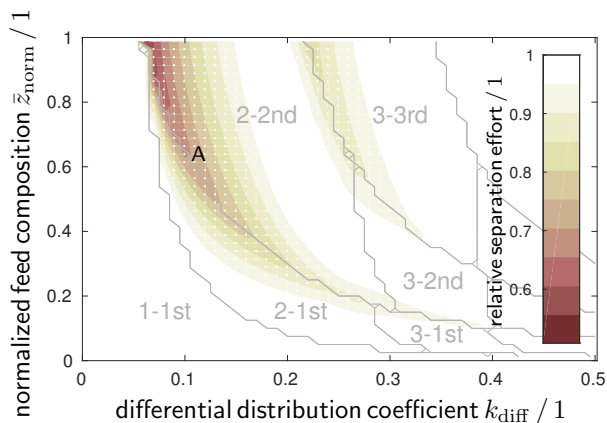 normalized feed composition z̄norm / 1
1
0.8
0.6
0.4
0.2
0
0
0.1
0.2
0.3
0.4
0.5
differential distribution coefficient kdiff / 1
A
1-1st
2-1st
2-2nd
3-1st
3-2nd
3-3rd
relative separation effort / 1
1
0.9
0.8
0.7
0.6